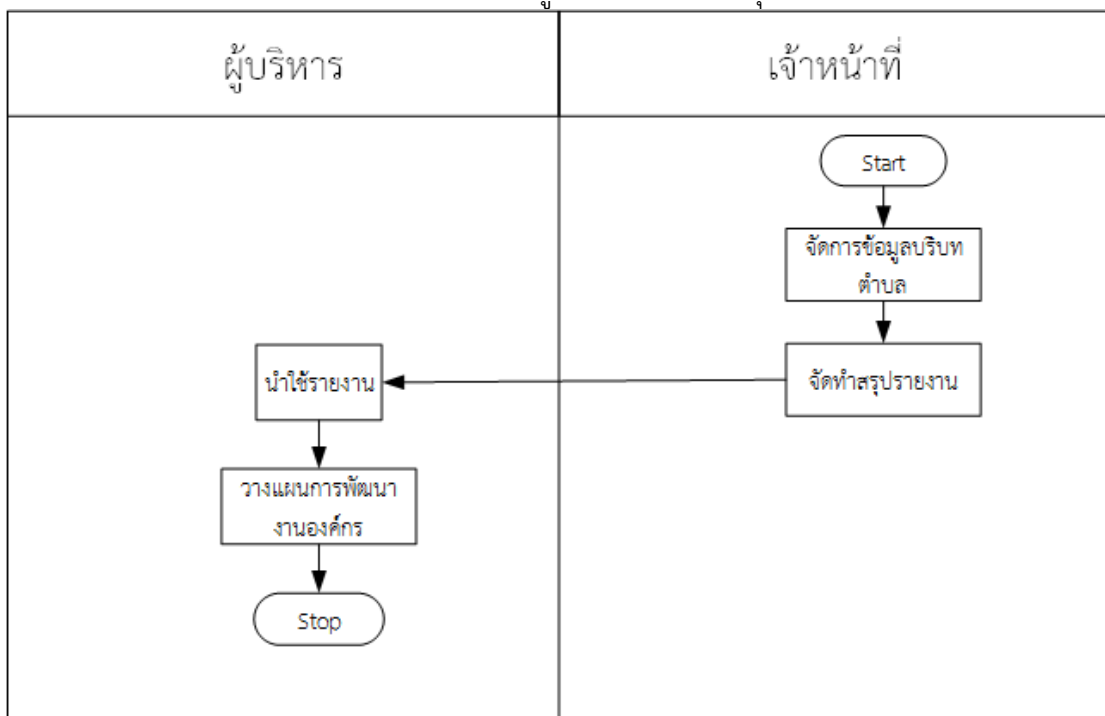 ผู้บริหาร
เจ้าหน้าที่
Start
จัดการข้อมูลบริบท
ตำบล
จัดทำสรุปรายงาน
นำใช้รายงาน
วางแผนการพัฒนา
งานองค์กร
Stop